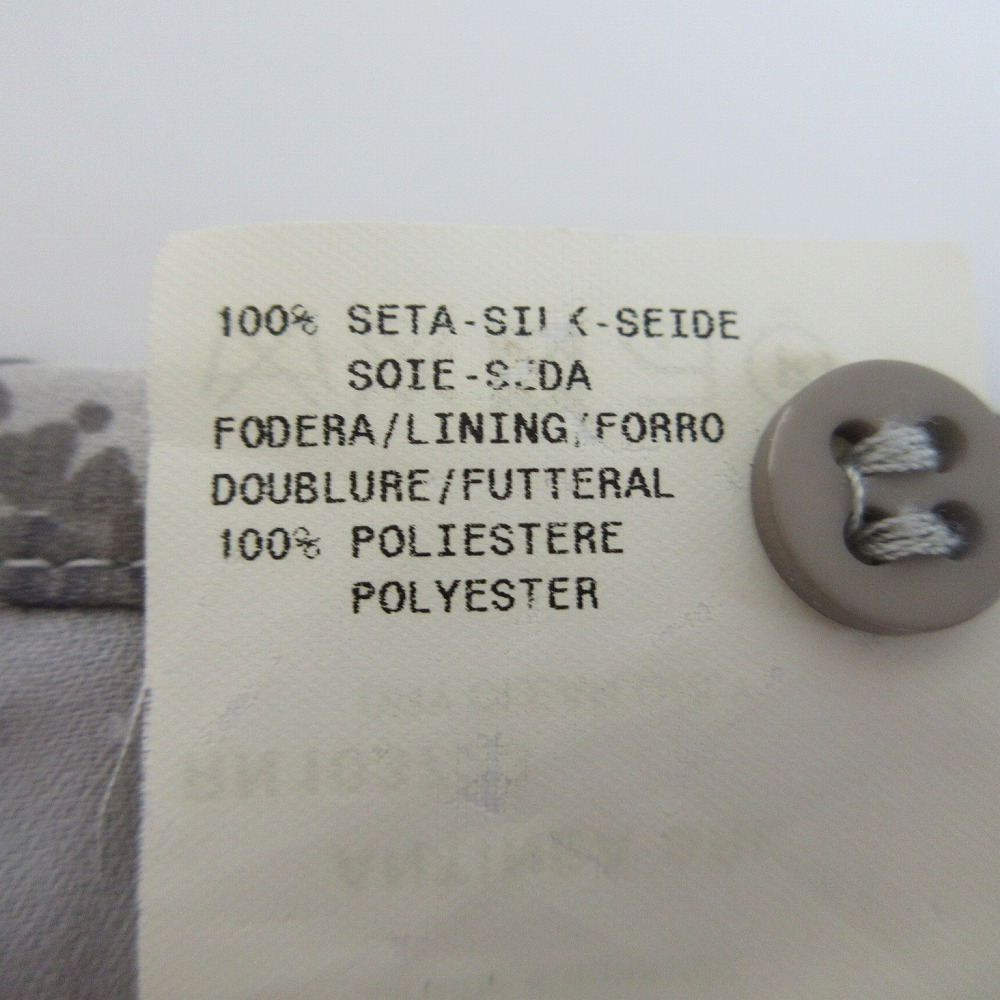 100% SETA-SILK-SEIDE
SOIE-SEDA
FODERA/LINING/FORRO
DOUBLURE/FUTTERAL
100% POLIESTERE
POLYESTER